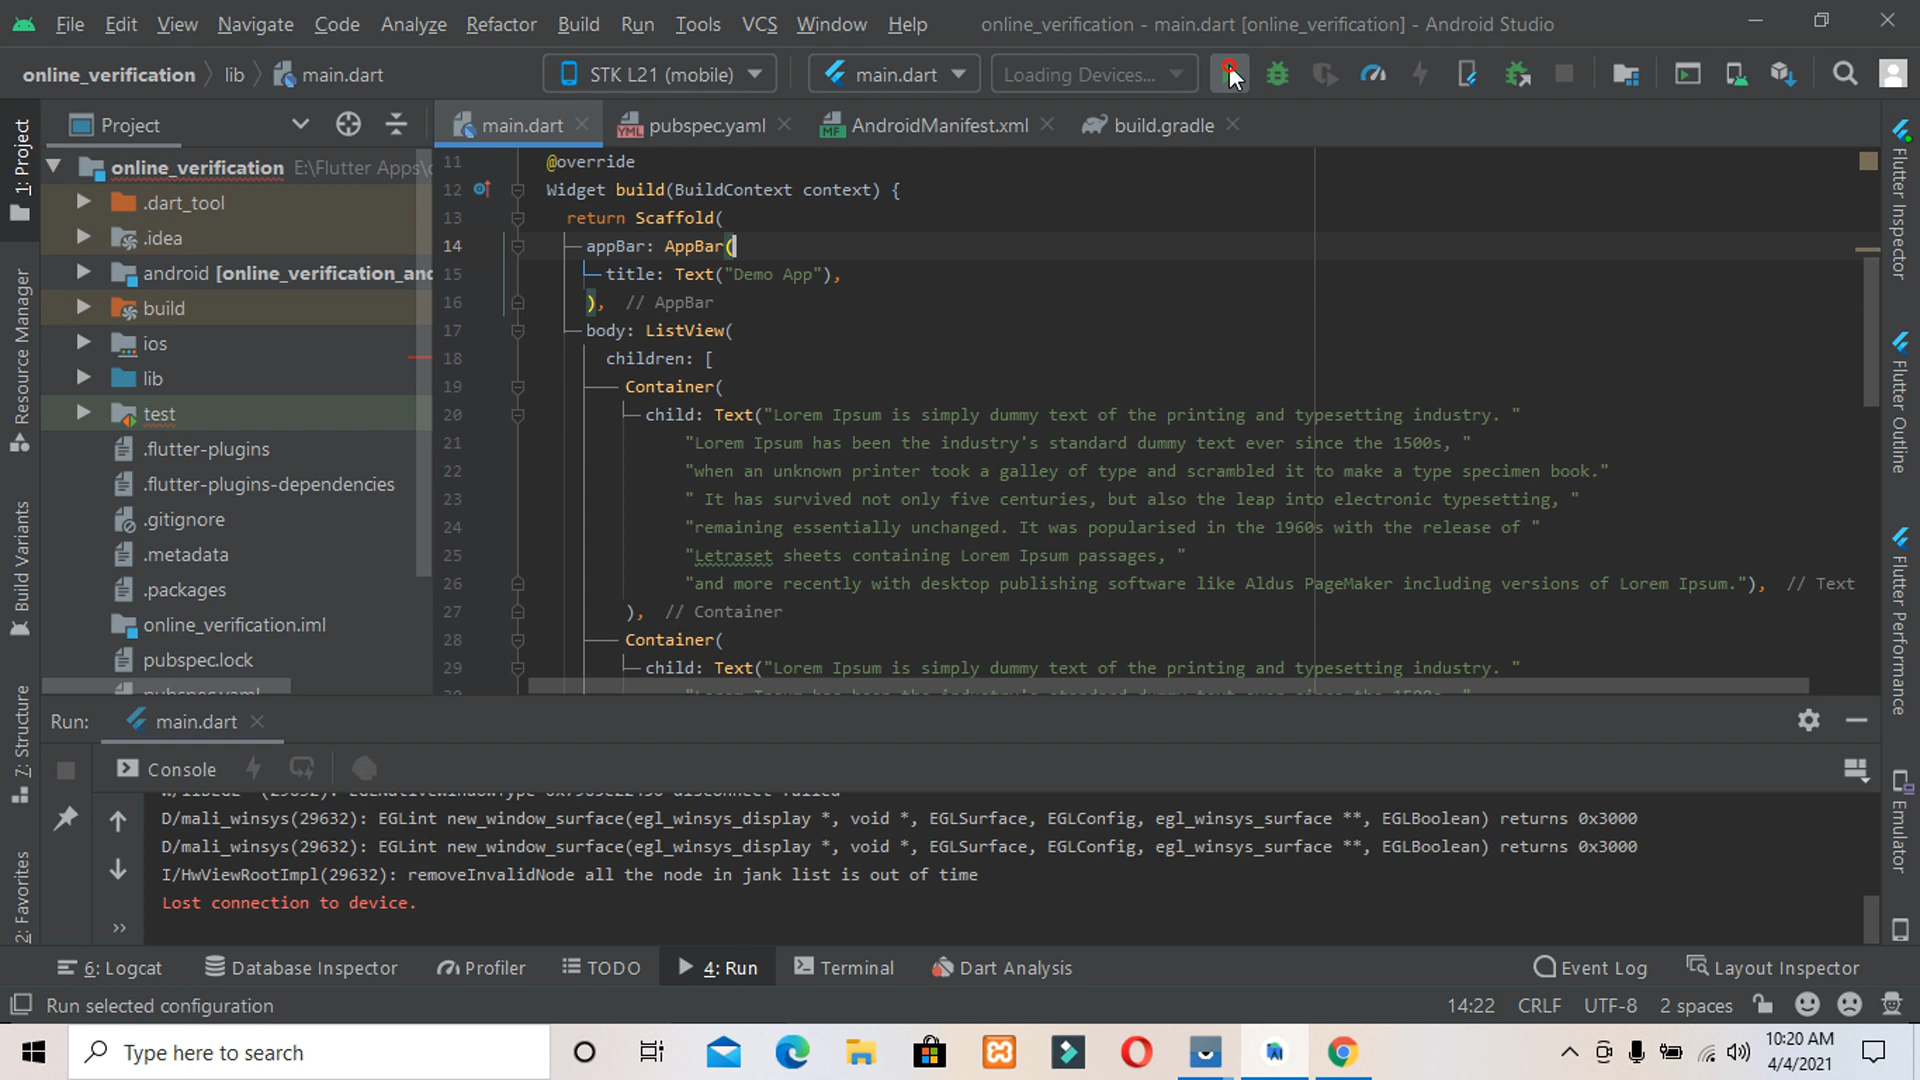 File Edit View Navigate Code Analyze Refactor Build Run Tools VCS Window Help online_verification - main.dart [online_verification] - Android Studio
online_verification lib main.dart STK L21 (mobile) main.dart Loading Devices...
1: Project
Resource Manager
Build Variants
7: Structure
2: Favorites
Project
online_verification E:\Flutter Apps\
.dart_tool
.idea
android [online_verification_and
build
ios
lib
test
.flutter-plugins
.flutter-plugins-dependencies
.gitignore
.metadata
.packages
online_verification.iml
pubspec.lock
pubspec.yaml
main.dart pubspec.yaml AndroidManifest.xml build.gradle
11 @override
12 Widget build(BuildContext context) {
13 return Scaffold(
14 appBar: AppBar(
15 title: Text("Demo App"),
16 ), // AppBar
17 body: ListView(
18 children: [
19 Container(
20 child: Text("Lorem Ipsum is simply dummy text of the printing and typesetting industry. "
21 "Lorem Ipsum has been the industry's standard dummy text ever since the 1500s, "
22 "when an unknown printer took a galley of type and scrambled it to make a type specimen book."
23 " It has survived not only five centuries, but also the leap into electronic typesetting, "
24 "remaining essentially unchanged. It was popularised in the 1960s with the release of "
25 "Letraset sheets containing Lorem Ipsum passages, "
26 "and more recently with desktop publishing software like Aldus PageMaker including versions of Lorem Ipsum."), // Text
27 ), // Container
28 Container(
29 child: Text("Lorem Ipsum is simply dummy text of the printing and typesetting industry. "
"Lorem Ipsum has been the industry's standard dummy text ever since the 1500s, "
Flutter Inspector
Flutter Outline
Flutter Performance
Emulator
Run: main.dart
Console
D/mali_winsys(29632): EGLint new_window_surface(egl_winsys_display *, void *, EGLSurface, EGLConfig, egl_winsys_surface **, EGLBoolean) returns 0x3000
D/mali_winsys(29632): EGLint new_window_surface(egl_winsys_display *, void *, EGLSurface, EGLConfig, egl_winsys_surface **, EGLBoolean) returns 0x3000
I/HwViewRootImpl(29632): removeInvalidNode all the node in jank list is out of time
Lost connection to device.
6: Logcat Database Inspector Profiler TODO 4: Run Terminal Dart Analysis Event Log Layout Inspector
Run selected configuration 14:22 CRLF UTF-8 2 spaces
Type here to search
10:20 AM
4/4/2021